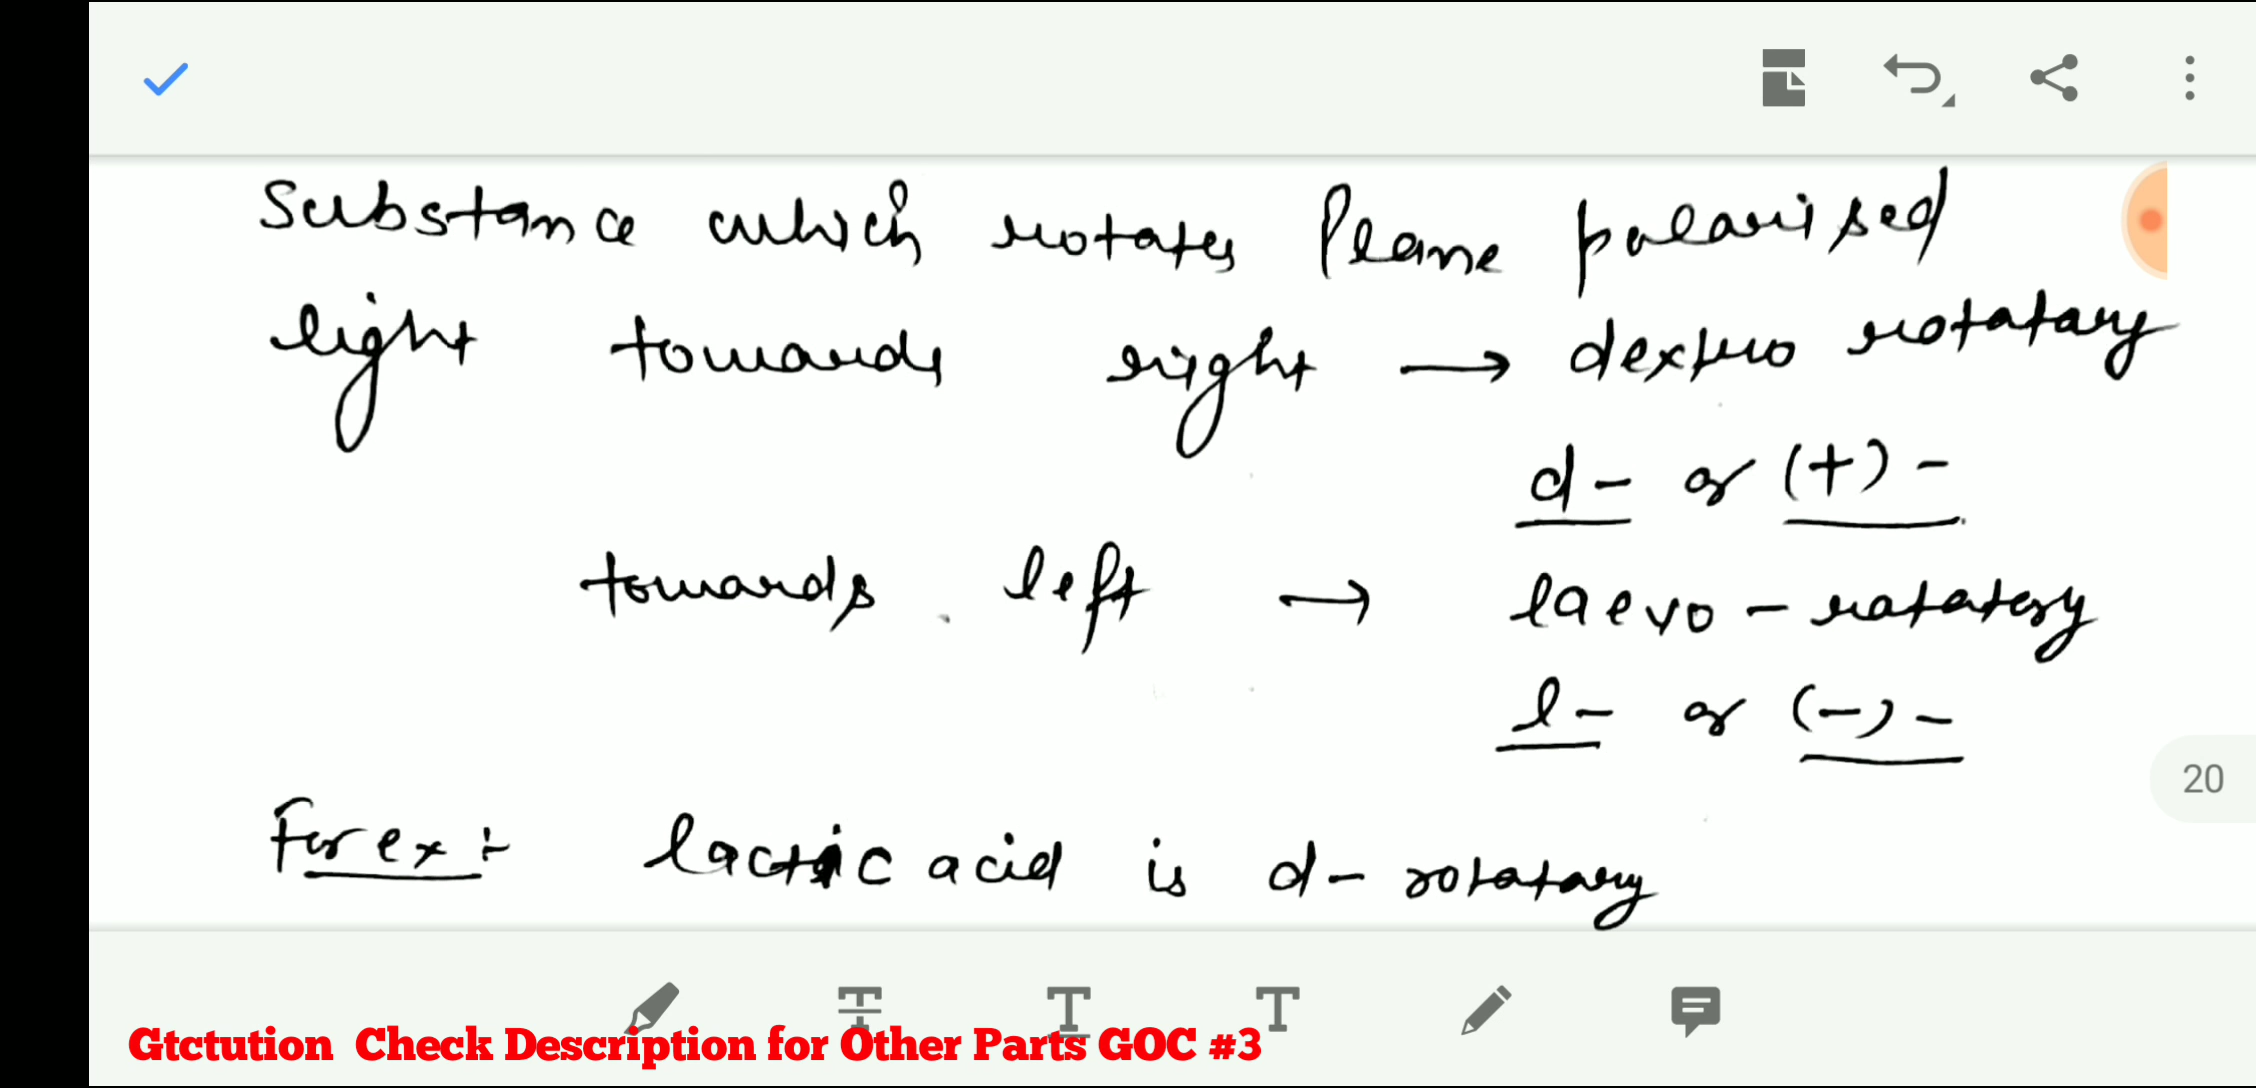 Substance which rotates Plane polarised
light towards right → dextro rotatary
d- or (+)-
towards left → laevo-rotatory
l- or (-)-
20
For ex:- lactic acid is d-rotatary
Gtctution Check Description for Other Parts GOC #3